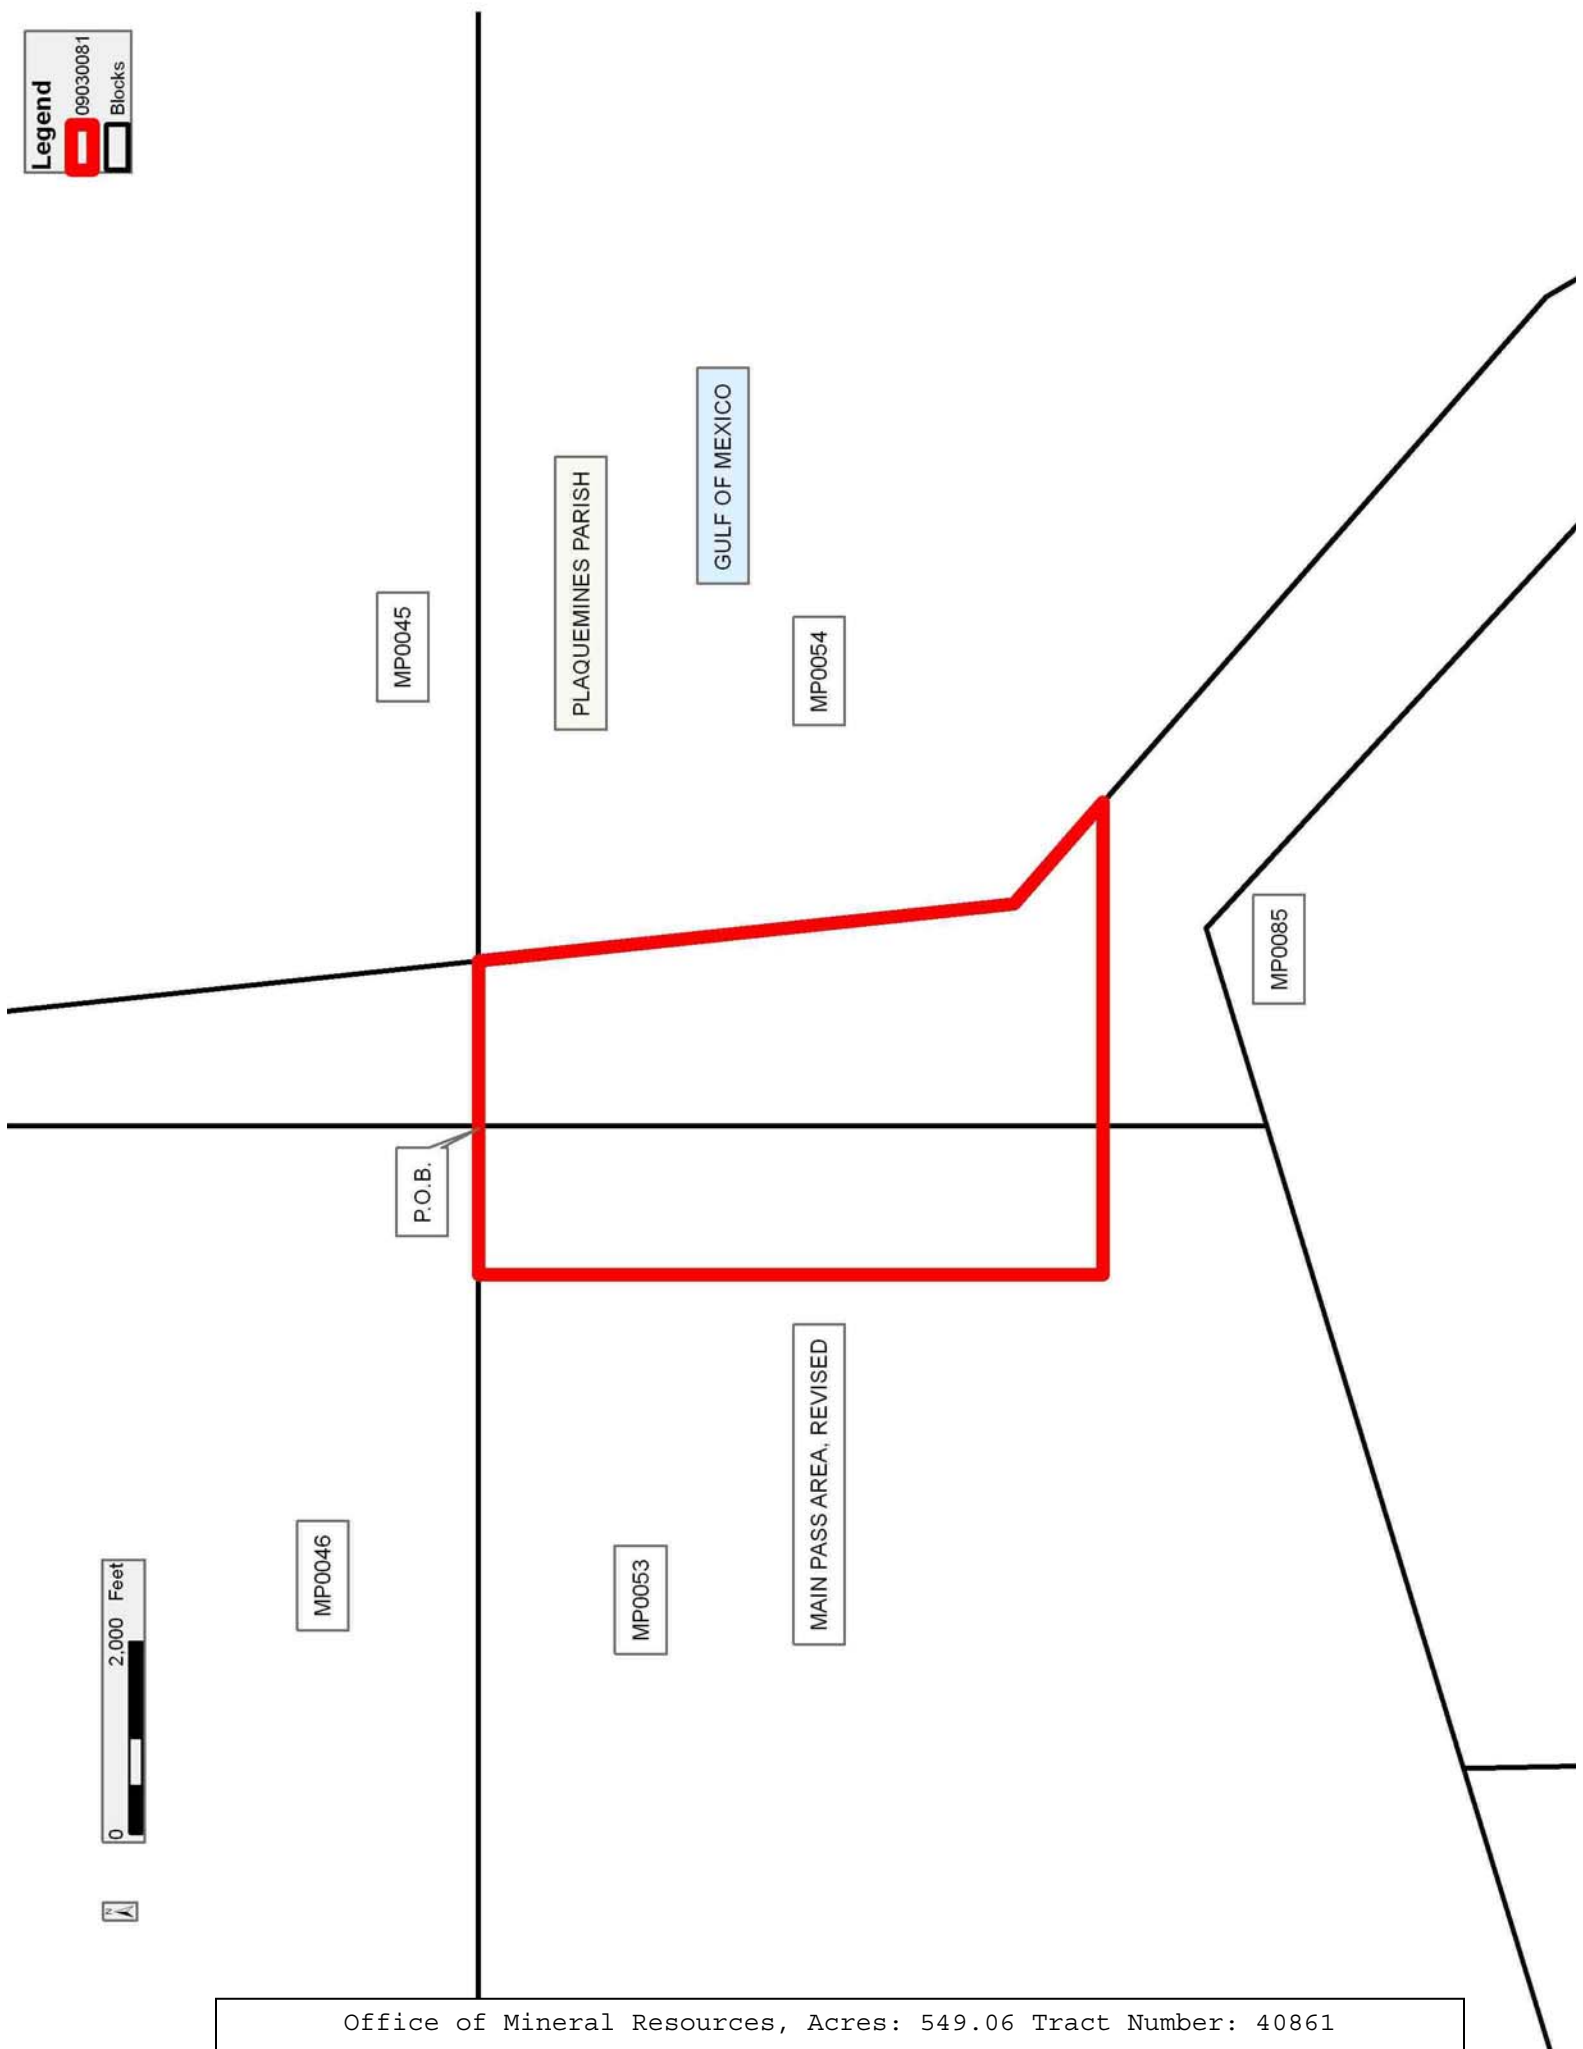 Legend
09030081
Blocks
N
0 2,000 Feet
MP0046
MP0045
P.O.B.
PLAQUEMINES PARISH
MP0053
GULF OF MEXICO
MP0054
MAIN PASS AREA, REVISED
MP0085
Office of Mineral Resources, Acres: 549.06 Tract Number: 40861